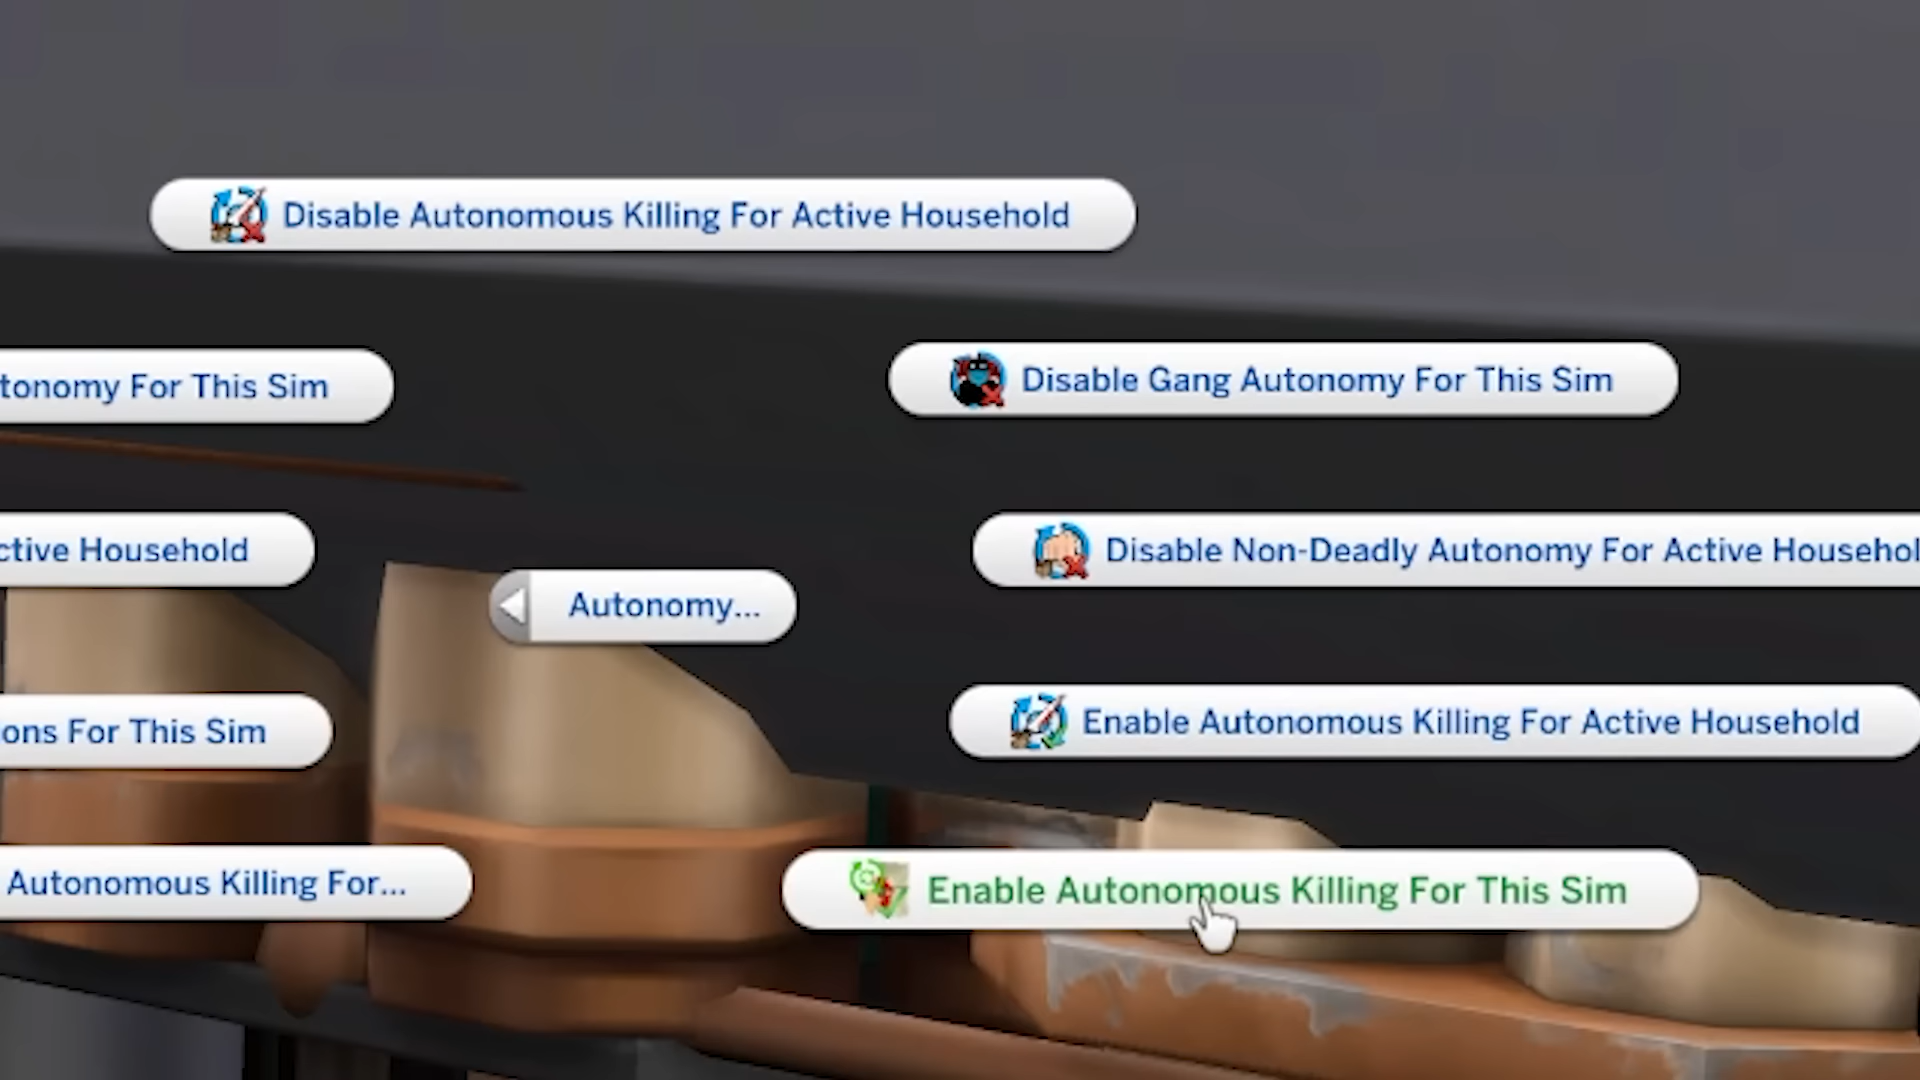 Disable Autonomous Killing For Active Household
tonomy For This Sim
Disable Gang Autonomy For This Sim
ctive Household
Disable Non-Deadly Autonomy For Active Househol
Autonomy...
ons For This Sim
Enable Autonomous Killing For Active Household
Autonomous Killing For...
Enable Autonomous Killing For This Sim